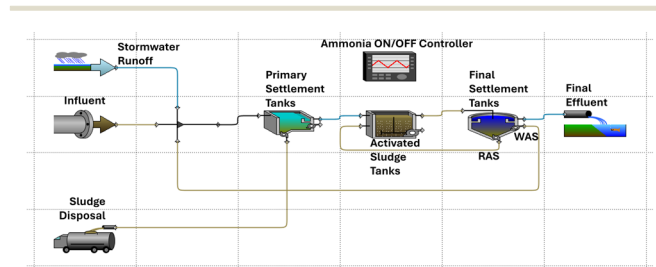 Stormwater
Runoff
Ammonia ON/OFF Controller
Influent
Primary
Settlement
Tanks
Final
Settlement
Tanks
Final
Effluent
Activated
Sludge
Tanks
WAS
RAS
Sludge
Disposal